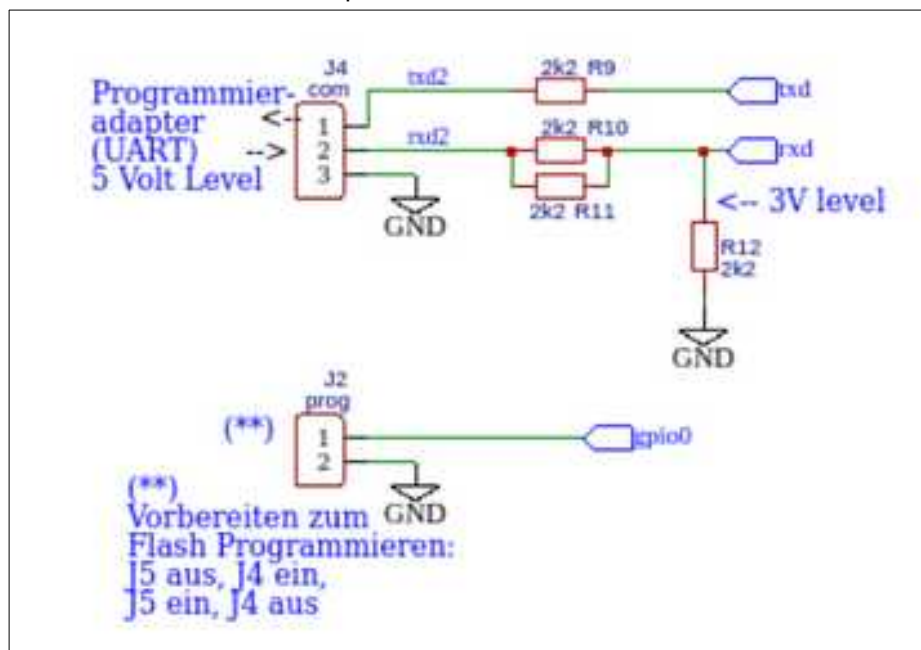 J4
com
Programmier-
adapter
(UART)
5 Volt Level
<--
-->
1
2
3
txd2
rxd2
2k2 R9
2k2 R10
2k2 R11
txd
rxd
<-- 3V level
R12
2k2
GND
GND
J2
prog
(**)
1
2
gpio0
GND
(**)
Vorbereiten zum
Flash Programmieren:
J5 aus, J4 ein,
J5 ein, J4 aus